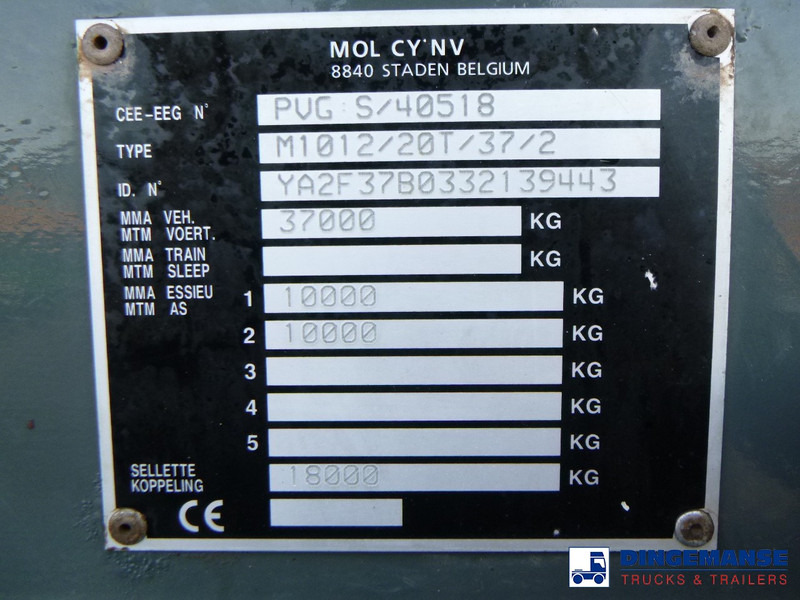 MOL CY'NV
8840 STADEN BELGIUM
CEE-EEG N° PVG S/40518
TYPE M1012/20T/37/2
ID. N° YA2F37B0332139443
MMA VEH. MTM VOERT. 37000 KG
MMA TRAIN MTM SLEEP KG
MMA ESSIEU MTM AS 1 10000 KG
2 10000 KG
3 KG
4 KG
5 KG
SELLETTE KOPPELING 18000 KG
CE
DINGEMANSE
TRUCKS & TRAILERS